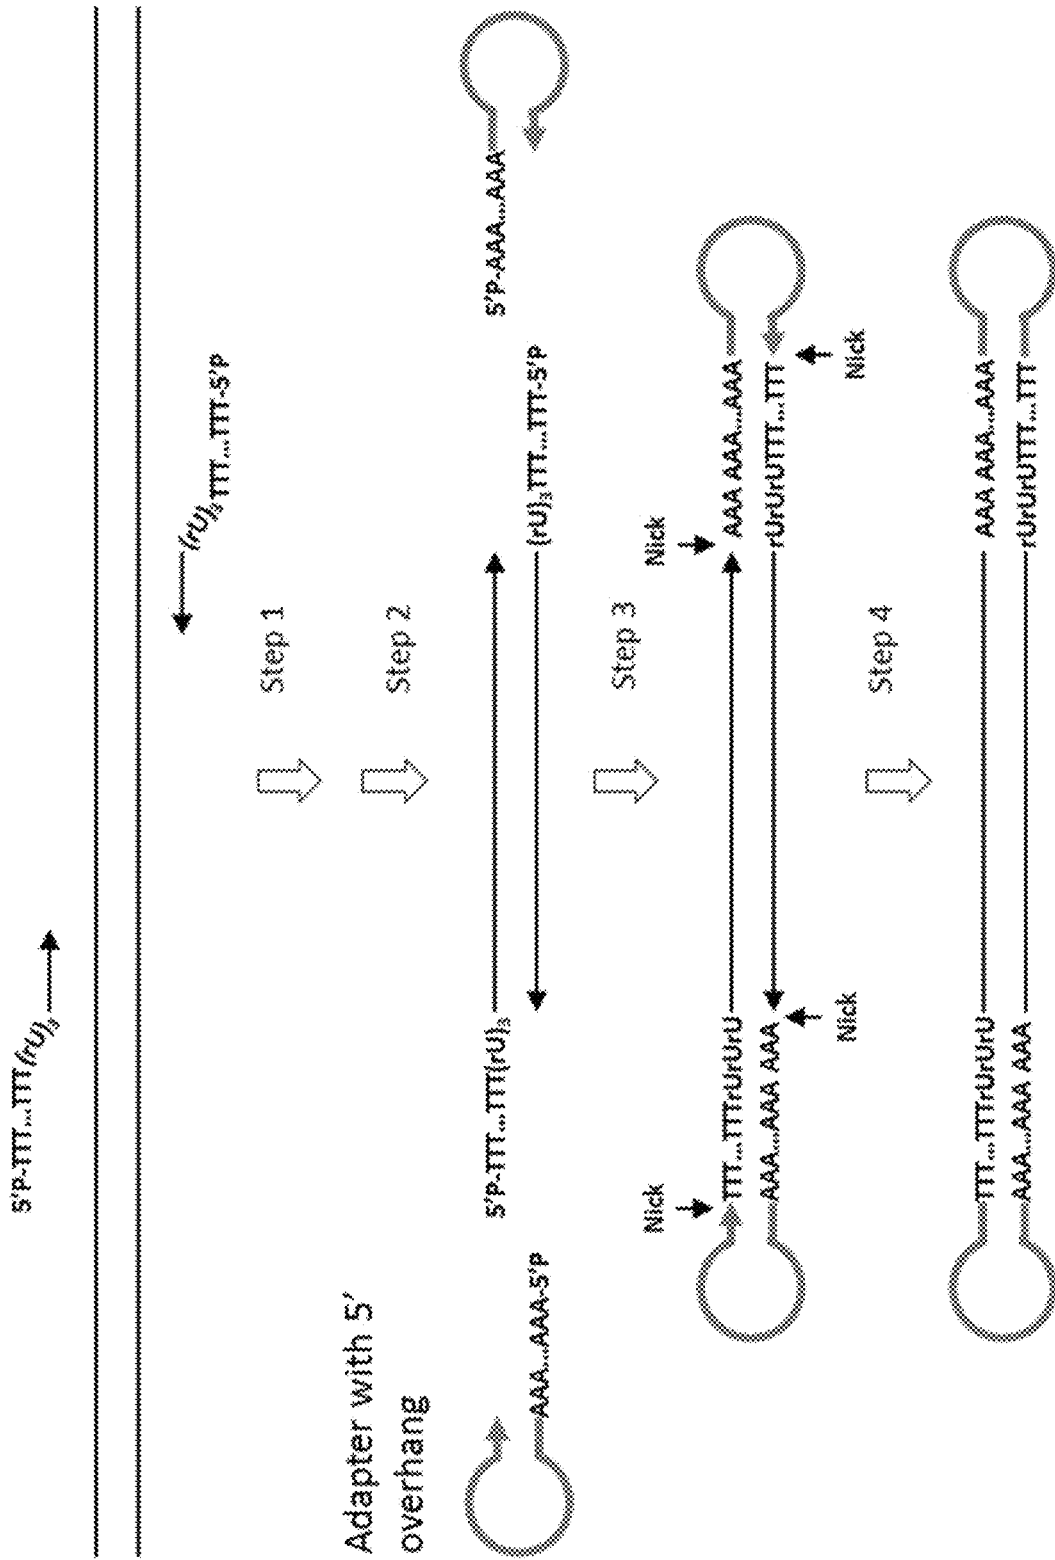 5'P-TTT...TTT(rU)3
(rU)3TTT...TTT-5'P
Step 1
Step 2
Adapter with 5'
overhang
AAA...AAA-5'P
5'P-TTT...TTT(rU)3
(rU)3TTT...TTT-5'P
5'P-AAA...AAA
Step 3
Nick
TTT...TTTrUrUrU
AAA...AAA AAA
Nick
Nick
AAA AAA...AAA
rUrUrUTTT...TTT
Nick
Step 4
TTT...TTTrUrUrU
AAA...AAA AAA
AAA AAA...AAA
rUrUrUTTT...TTT